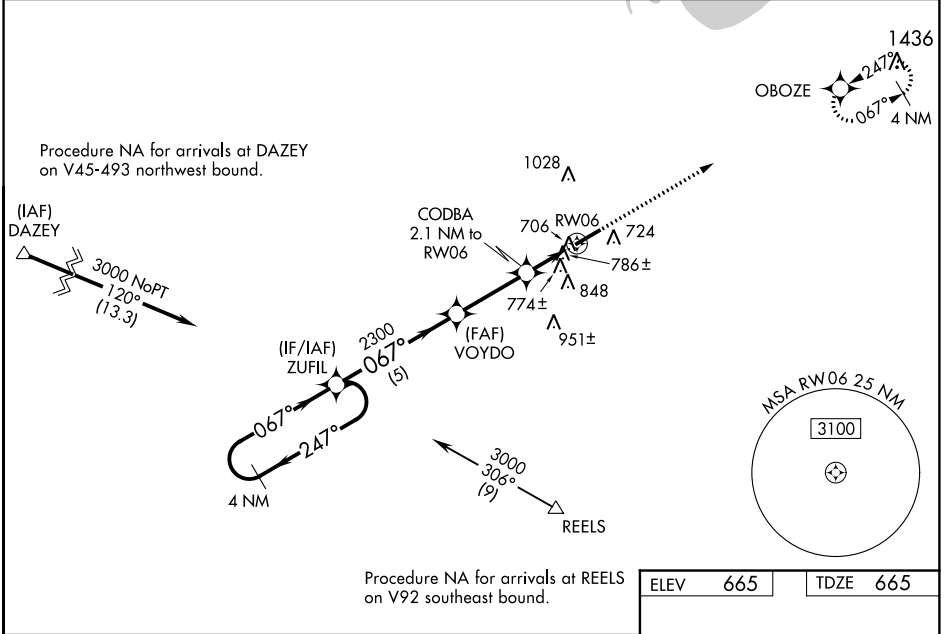 1436
247°
OBOZE
067°
4 NM
Procedure NA for arrivals at DAZEY
on V45-493 northwest bound.
1028
(IAF)
DAZEY
CODBA
2.1 NM to
RW06
706
RW06
724
786±
3000 NoPT
120°
(13.3)
774±
848
951±
(IF/IAF)
ZUFIL
2300
067°
(5)
(FAF)
VOYDO
067°
247°
4 NM
MSA RW06 25 NM
3100
3000
306°
(9)
REELS
Procedure NA for arrivals at REELS
on V92 southeast bound.
ELEV 665
TDZE 665